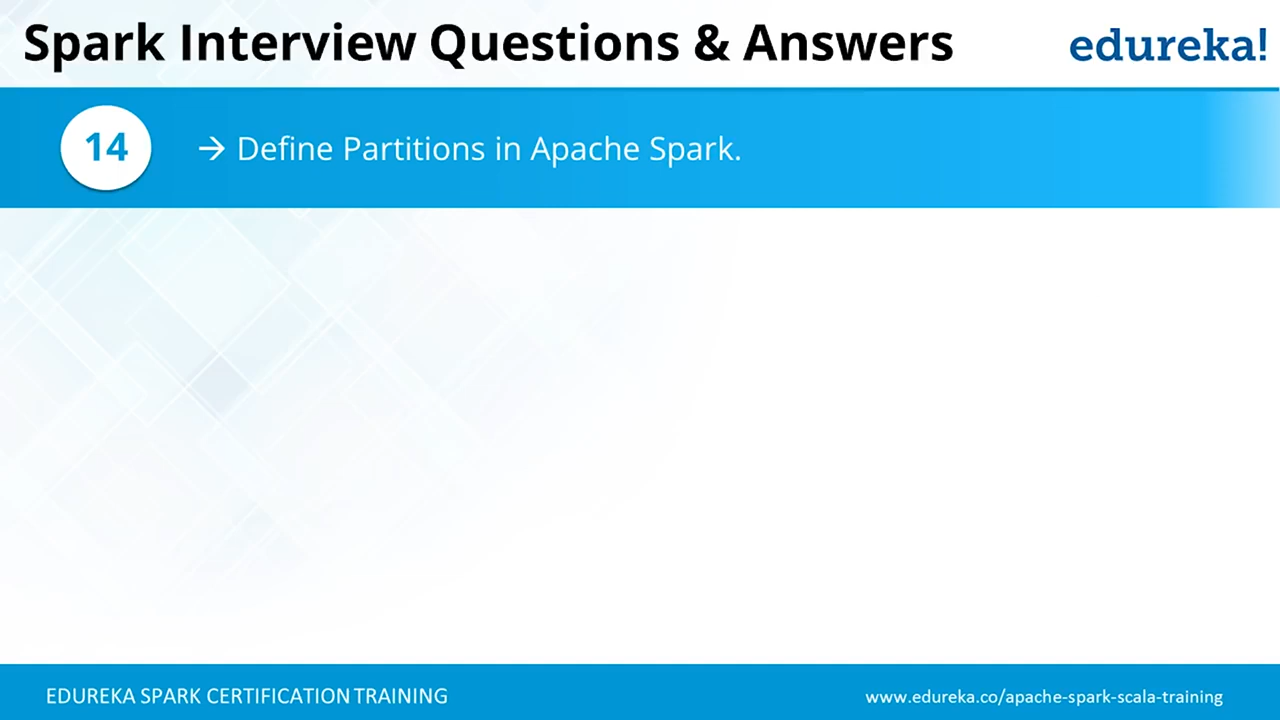 Spark Interview Questions & Answers
edureka!
14
→ Define Partitions in Apache Spark.
EDUREKA SPARK CERTIFICATION TRAINING
www.edureka.co/apache-spark-scala-training